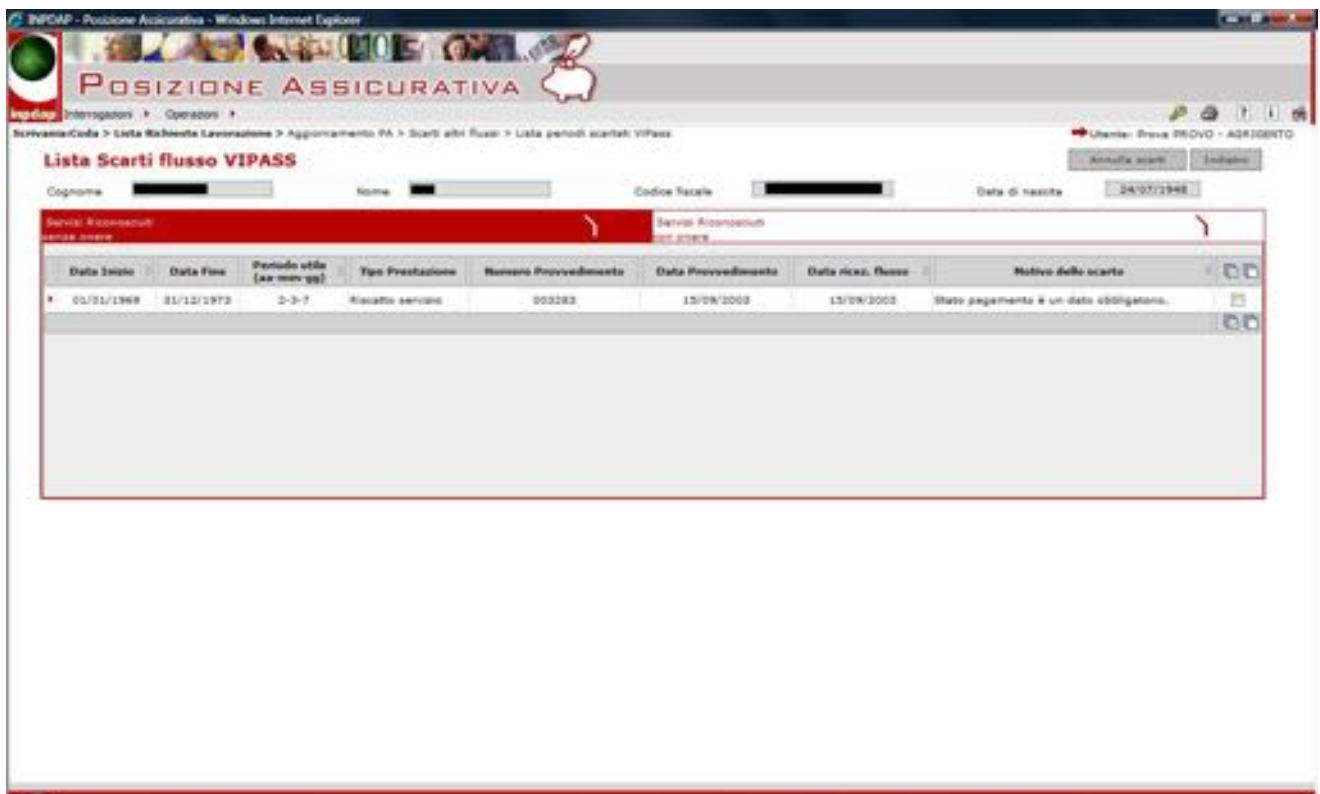 INPDAP - Posizione Assicurativa - Windows Internet Explorer
POSIZIONE ASSICURATIVA
inpdap Interrogazioni Operazioni
Scrivania:Coda > Lista Richieste Lavorazione > Aggiornamento PA > Scarti altri flussi > Lista periodi scartati VIPass
Utente: Prova PROVO - AGRIGENTO
Lista Scarti flusso VIPASS
Annulla scarti Indietro
Cognome Nome Codice fiscale Data di nascita 24/07/1948
Servizi Riconosciuti
senza onere
Servizi Riconosciuti
con onere
Data Inizio Data Fine Periodo utile
(aa-mm-gg) Tipo Prestazione Numero Provvedimento Data Provvedimento Data ricez. flusso Motivo dello scarto
01/01/1969 31/12/1973 2-3-7 Riscatto servizio 003283 15/09/2003 15/09/2003 Stato pagamento è un dato obbligatorio.